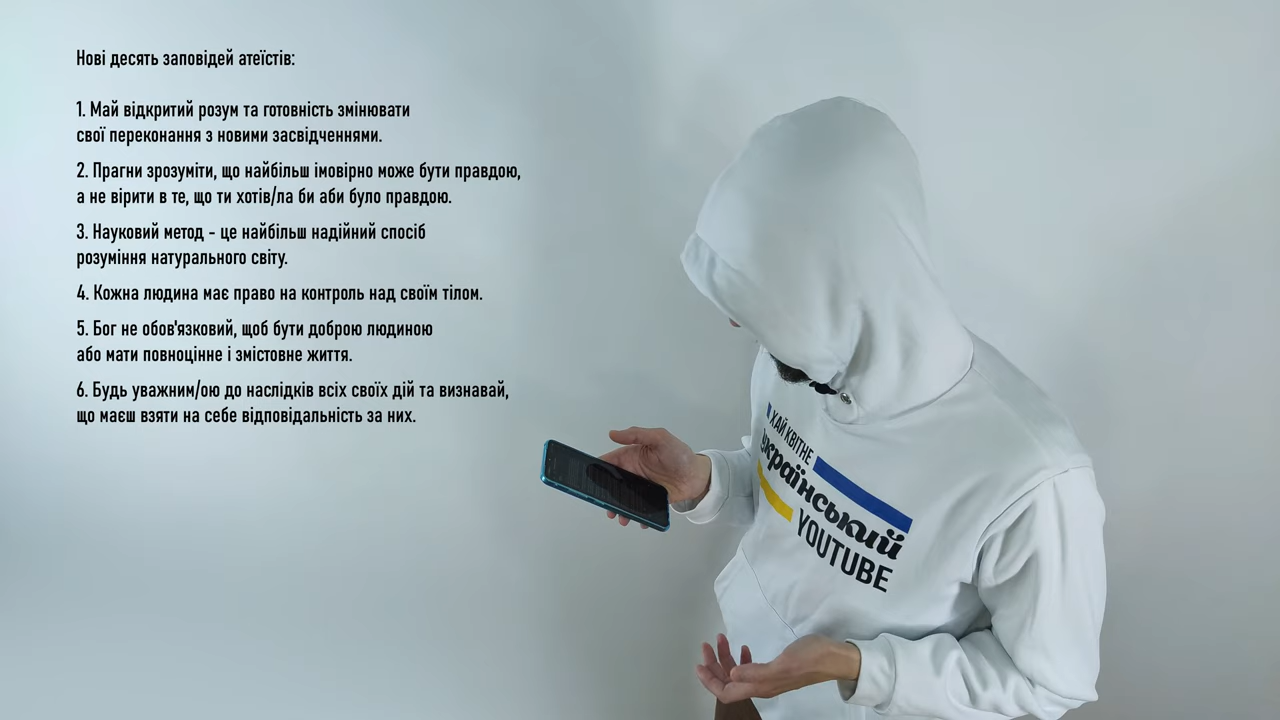 Нові десять заповідей атеїстів:
1. Май відкритий розум та готовність змінювати
свої переконання з новими засвідченнями.
2. Прагни зрозуміти, що найбільш імовірно може бути правдою,
а не вірити в те, що ти хотів/ла би аби було правдою.
3. Науковий метод - це найбільш надійний спосіб
розуміння натурального світу.
4. Кожна людина має право на контроль над своїм тілом.
5. Бог не обов'язковий, щоб бути доброю людиною
або мати повноцінне і змістовне життя.
6. Будь уважним/ою до наслідків всіх своїх дій та визнавай,
що маєш взяти на себе відповідальність за них.
ХАЙ КВІТНЕ
український
YOUTUBE